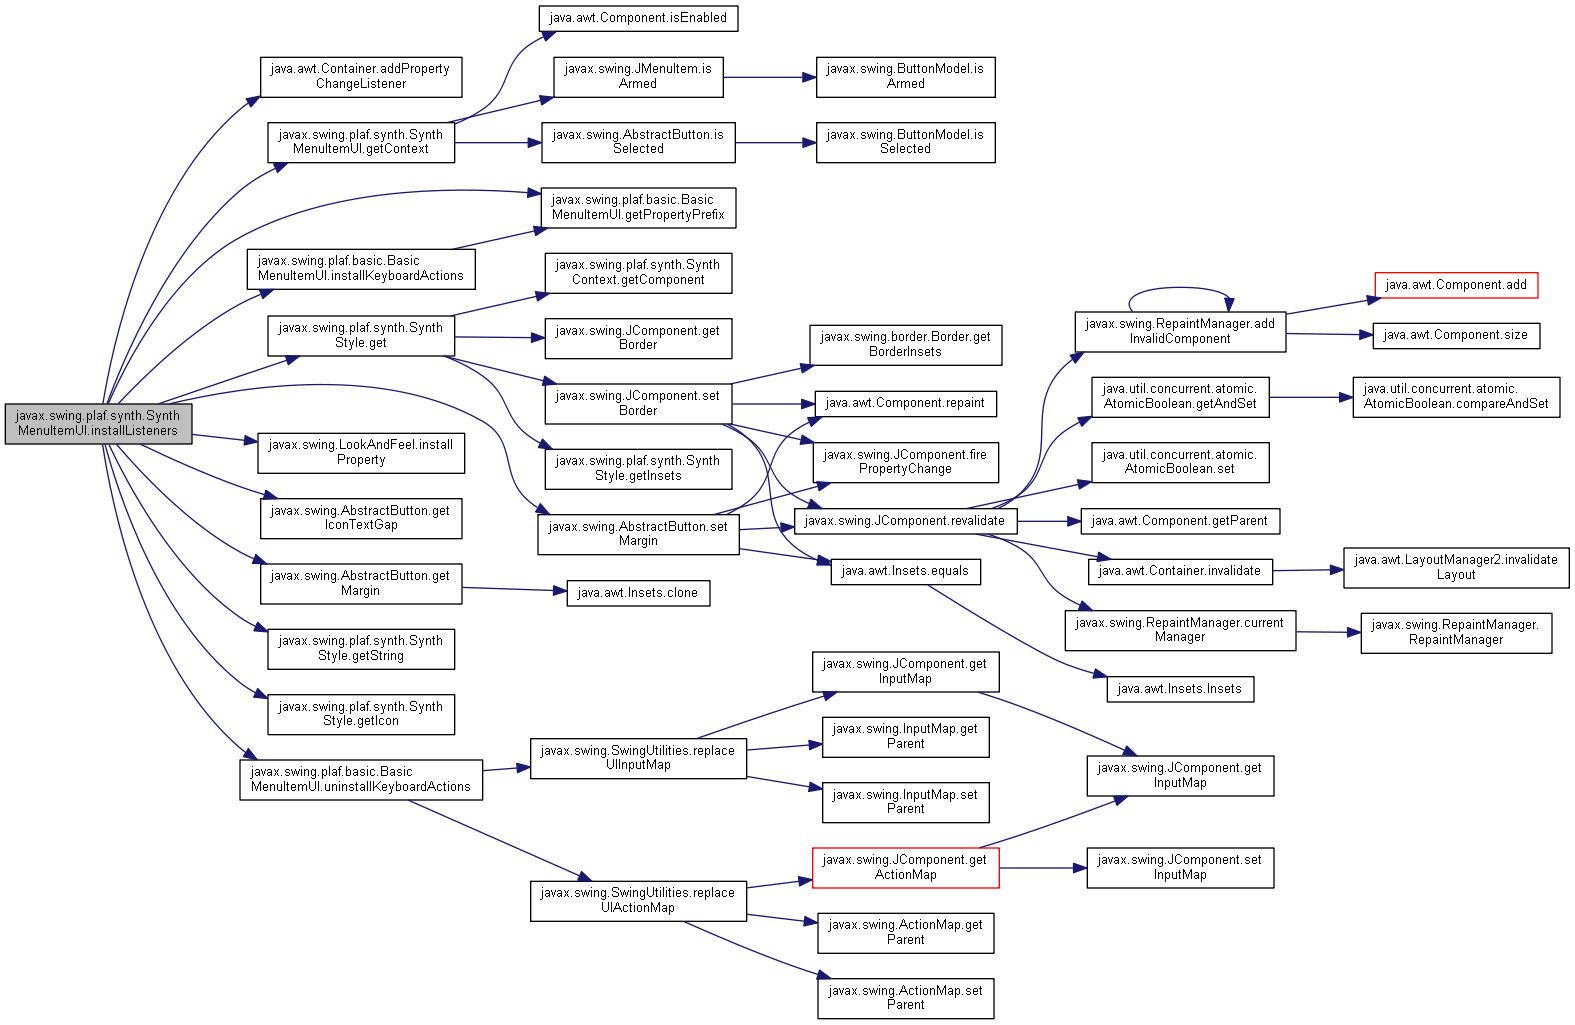 java.awt.Component.isEnabled
java.awt.Container.addProperty
ChangeListener
javax.swing.JMenuItem.is
Armed
javax.swing.ButtonModel.is
Armed
javax.swing.plaf.synth.Synth
MenuItemUI.getContext
javax.swing.AbstractButton.is
Selected
javax.swing.ButtonModel.is
Selected
javax.swing.plaf.basic.Basic
MenuItemUI.getPropertyPrefix
javax.swing.plaf.basic.Basic
MenuItemUI.installKeyboardActions
javax.swing.plaf.synth.Synth
Context.getComponent
java.awt.Component.add
javax.swing.plaf.synth.Synth
Style.get
javax.swing.JComponent.get
Border
javax.swing.border.Border.get
BorderInsets
javax.swing.RepaintManager.add
InvalidComponent
java.awt.Component.size
javax.swing.JComponent.set
Border
java.awt.Component.repaint
java.util.concurrent.atomic.
AtomicBoolean.getAndSet
java.util.concurrent.atomic.
AtomicBoolean.compareAndSet
javax.swing.plaf.synth.Synth
MenuItemUI.installListeners
javax.swing.LookAndFeel.install
Property
javax.swing.plaf.synth.Synth
Style.getInsets
javax.swing.JComponent.fire
PropertyChange
java.util.concurrent.atomic.
AtomicBoolean.set
javax.swing.AbstractButton.get
IconTextGap
javax.swing.AbstractButton.set
Margin
javax.swing.JComponent.revalidate
java.awt.Component.getParent
javax.swing.AbstractButton.get
Margin
java.awt.Insets.clone
java.awt.Insets.equals
java.awt.Container.invalidate
java.awt.LayoutManager2.invalidate
Layout
javax.swing.RepaintManager.current
Manager
javax.swing.RepaintManager.
RepaintManager
javax.swing.plaf.synth.Synth
Style.getString
javax.swing.JComponent.get
InputMap
java.awt.Insets.Insets
javax.swing.plaf.synth.Synth
Style.getIcon
javax.swing.InputMap.get
Parent
javax.swing.plaf.basic.Basic
MenuItemUI.uninstallKeyboardActions
javax.swing.SwingUtilities.replace
UIInputMap
javax.swing.InputMap.set
Parent
javax.swing.JComponent.get
InputMap
javax.swing.SwingUtilities.replace
UIActionMap
javax.swing.JComponent.get
ActionMap
javax.swing.JComponent.set
InputMap
javax.swing.ActionMap.get
Parent
javax.swing.ActionMap.set
Parent